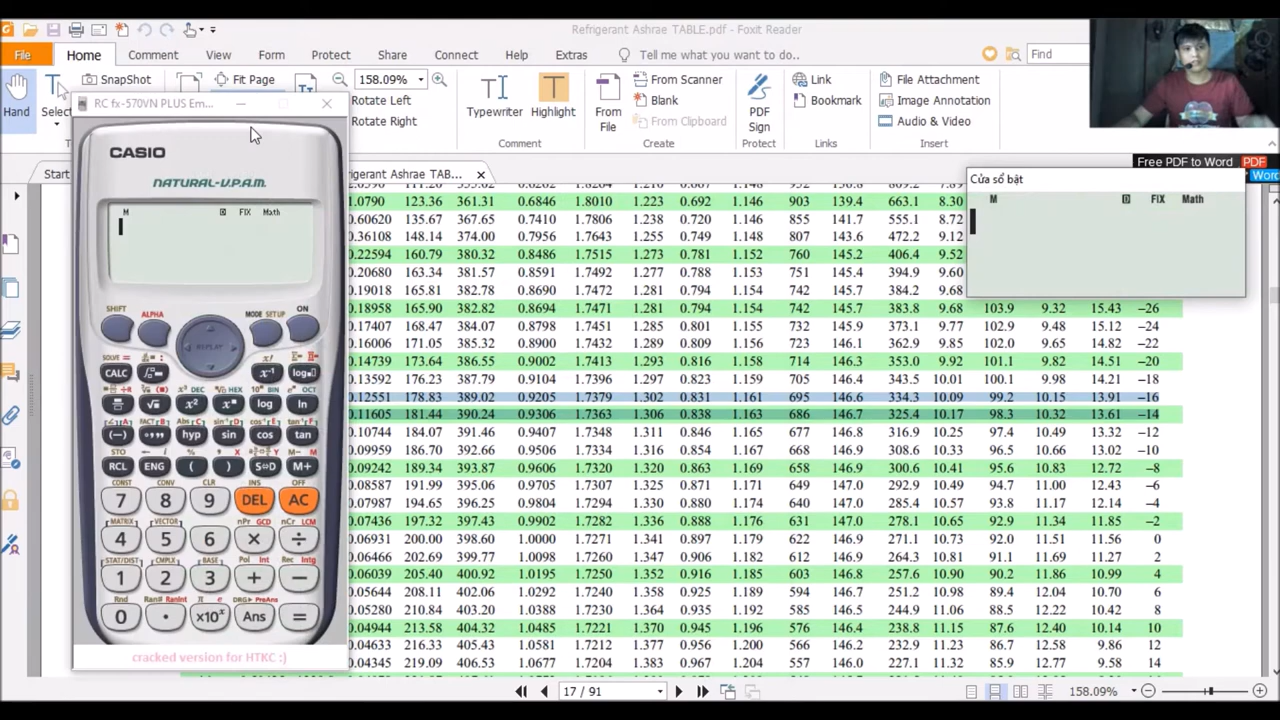 Refrigerant Ashrae TABLE.pdf - Foxit Reader
File Home Comment View Form Protect Share Connect Help Extras Tell me what you want to do.. Find
Hand
Select
SnapShot
Fit Page
158.09%
Rotate Left
Rotate Right
Typewriter
Highlight
Comment
From
File
From Scanner
Blank
From Clipboard
Create
PDF
Sign
Protect
Link
Bookmark
Links
File Attachment
Image Annotation
Audio & Video
Insert
Free PDF to Word PDF
Word
Start
rigerant Ashrae TAB...
RC fx-570VN PLUS Em...
CASIO
NATURAL-V.P.A.M.
M D FIX Math
Cửa sổ bật
M D FIX Math
SHIFT ALPHA MODE SETUP ON
REPLAY
SOLVE = x! 
CALC x⁻¹ log
x³ DEC HEX BIN OCT
√ x² log ln
FACT B Abs C sin⁻¹ D cos⁻¹ E tan⁻¹ F
(−) °’” hyp sin cos tan
STO M− M
RCL ENG ( ) S⇔D M+
CONST CONV CLR INS OFF
7 8 9 DEL AC
MATRIX VECTOR nPr GCD nCr LCM
4 5 6 × ÷
STAT/DIST CMPLX BASE Pol Int Rec Intg
1 2 3 + −
Rnd Ran# RanInt π e DRG▸ PreAns
0 . ×10ˣ Ans =
cracked version for HTKC :)
1.0790 123.36 361.31 0.6846 1.8010 1.223 0.692 1.146 903 139.4 663.1 8.30
0.60620 135.67 367.65 0.7410 1.7806 1.238 0.720 1.146 855 141.7 555.1 8.72
0.36108 148.14 374.00 0.7956 1.7643 1.255 0.749 1.148 807 143.6 472.2 9.12
0.22594 160.79 380.32 0.8486 1.7515 1.273 0.781 1.152 760 145.2 406.4 9.52
0.20680 163.34 381.57 0.8591 1.7492 1.277 0.788 1.153 751 145.4 394.9 9.60
0.19018 165.81 382.78 0.8690 1.7472 1.281 0.794 1.154 742 145.7 384.2 9.68
0.18958 165.90 382.82 0.8694 1.7471 1.281 0.794 1.154 742 145.7 383.8 9.68 103.9 9.32 15.43 −26
0.17407 168.47 384.07 0.8797 1.7451 1.285 0.801 1.155 732 145.9 373.1 9.77 102.9 9.48 15.12 −24
0.16006 171.05 385.32 0.8900 1.7432 1.289 0.809 1.156 723 146.1 362.9 9.85 102.0 9.65 14.82 −22
0.14739 173.64 386.55 0.9002 1.7413 1.293 0.816 1.158 714 146.3 353.0 9.92 101.1 9.82 14.51 −20
0.13592 176.23 387.79 0.9104 1.7396 1.297 0.823 1.159 705 146.4 343.5 10.01 100.1 9.98 14.21 −18
0.12551 178.83 389.02 0.9205 1.7379 1.302 0.831 1.161 695 146.6 334.3 10.09 99.2 10.15 13.91 −16
0.11605 181.44 390.24 0.9306 1.7363 1.306 0.838 1.163 686 146.7 325.4 10.17 98.3 10.32 13.61 −14
0.10744 184.07 391.46 0.9407 1.7348 1.311 0.846 1.165 677 146.8 316.9 10.25 97.4 10.49 13.32 −12
0.09959 186.70 392.66 0.9506 1.7334 1.316 0.854 1.167 668 146.9 308.6 10.33 96.5 10.66 13.02 −10
0.09242 189.34 393.87 0.9606 1.7320 1.320 0.863 1.169 658 146.9 300.6 10.41 95.6 10.83 12.72 −8
0.08587 191.99 395.06 0.9705 1.7307 1.325 0.871 1.171 649 147.0 292.9 10.49 94.7 11.00 12.43 −6
0.07987 194.65 396.25 0.9804 1.7294 1.330 0.880 1.174 640 147.0 285.4 10.57 93.8 11.17 12.14 −4
0.07436 197.32 397.43 0.9902 1.7282 1.336 0.888 1.176 631 147.0 278.1 10.65 92.9 11.34 11.85 −2
0.06931 200.00 398.60 1.0000 1.7271 1.341 0.897 1.179 622 146.9 271.1 10.73 92.0 11.51 11.56 0
0.06466 202.69 399.77 1.0098 1.7260 1.347 0.906 1.182 612 146.9 264.3 10.81 91.1 11.69 11.27 2
0.06039 205.40 400.92 1.0195 1.7250 1.352 0.916 1.185 603 146.8 257.6 10.90 90.2 11.86 10.99 4
0.05644 208.11 402.06 1.0292 1.7240 1.358 0.925 1.189 594 146.7 251.2 10.98 89.4 12.04 10.70 6
0.05280 210.84 403.20 1.0388 1.7230 1.364 0.935 1.192 585 146.5 244.9 11.06 88.5 12.22 10.42 8
0.04944 213.58 404.32 1.0485 1.7221 1.370 0.945 1.196 576 146.4 238.8 11.15 87.6 12.40 10.14 10
0.04633 216.33 405.43 1.0581 1.7212 1.377 0.956 1.200 566 146.2 232.9 11.23 86.7 12.58 9.86 12
0.04345 219.09 406.53 1.0677 1.7204 1.383 0.967 1.204 557 146.0 227.1 11.32 85.9 12.77 9.58 14
17 / 91
158.09%